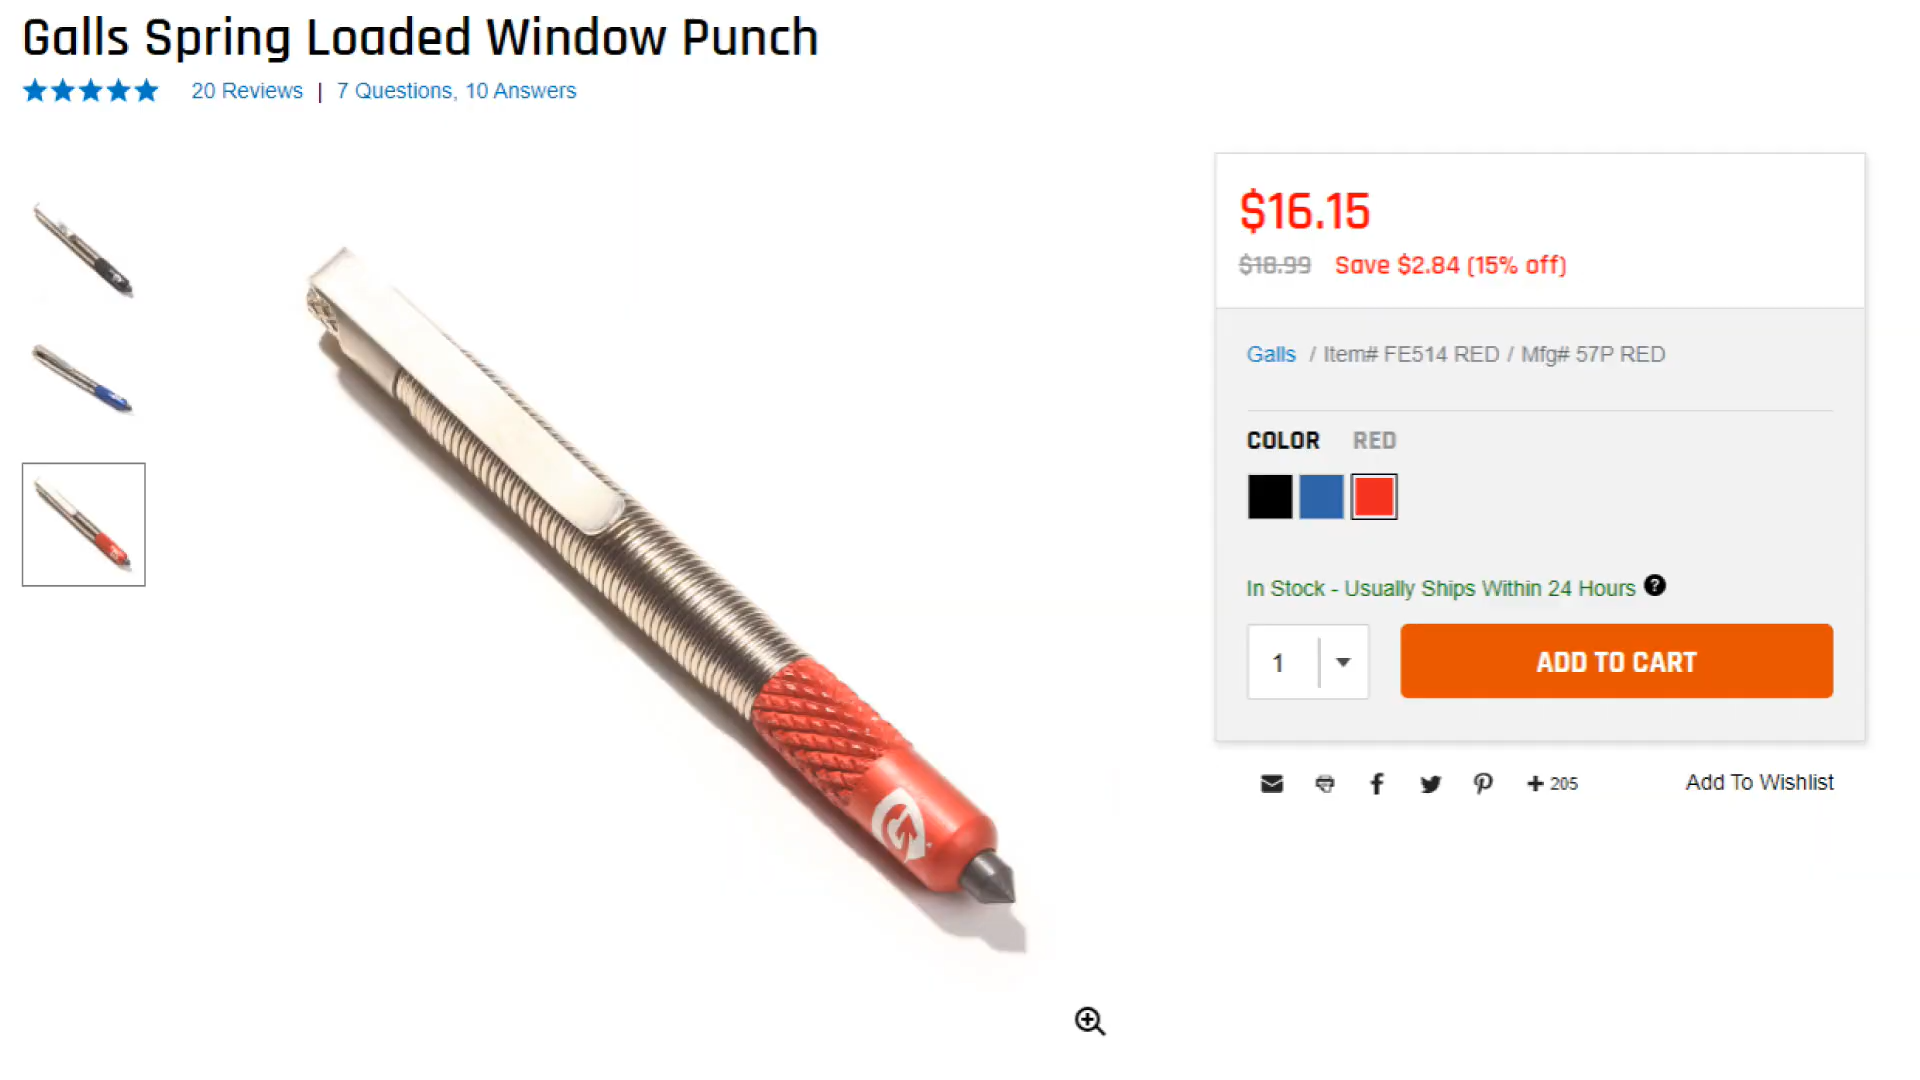 Galls Spring Loaded Window Punch
20 Reviews | 7 Questions, 10 Answers
$16.15
$18.99 Save $2.84 (15% off)
Galls / Item# FE514 RED / Mfg# 57P RED
COLOR RED
In Stock - Usually Ships Within 24 Hours ?
1
ADD TO CART
+ 205
Add To Wishlist